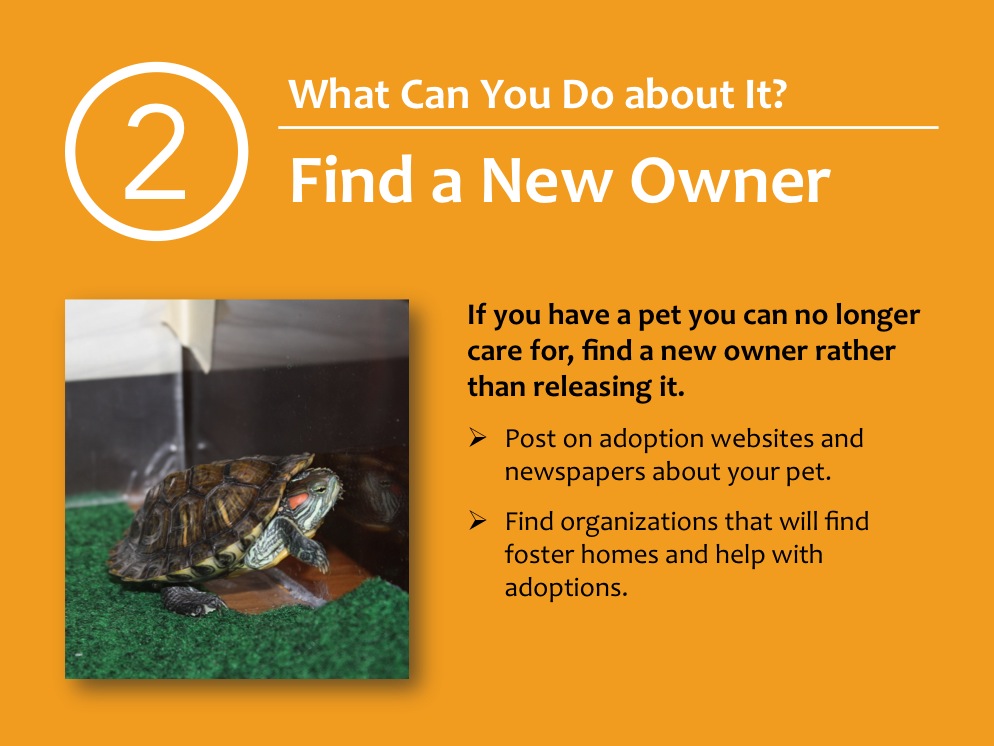 2
What Can You Do about It?
Find a New Owner
If you have a pet you can no longer
care for, find a new owner rather
than releasing it.
➢ Post on adoption websites and
newspapers about your pet.
➢ Find organizations that will find
foster homes and help with
adoptions.